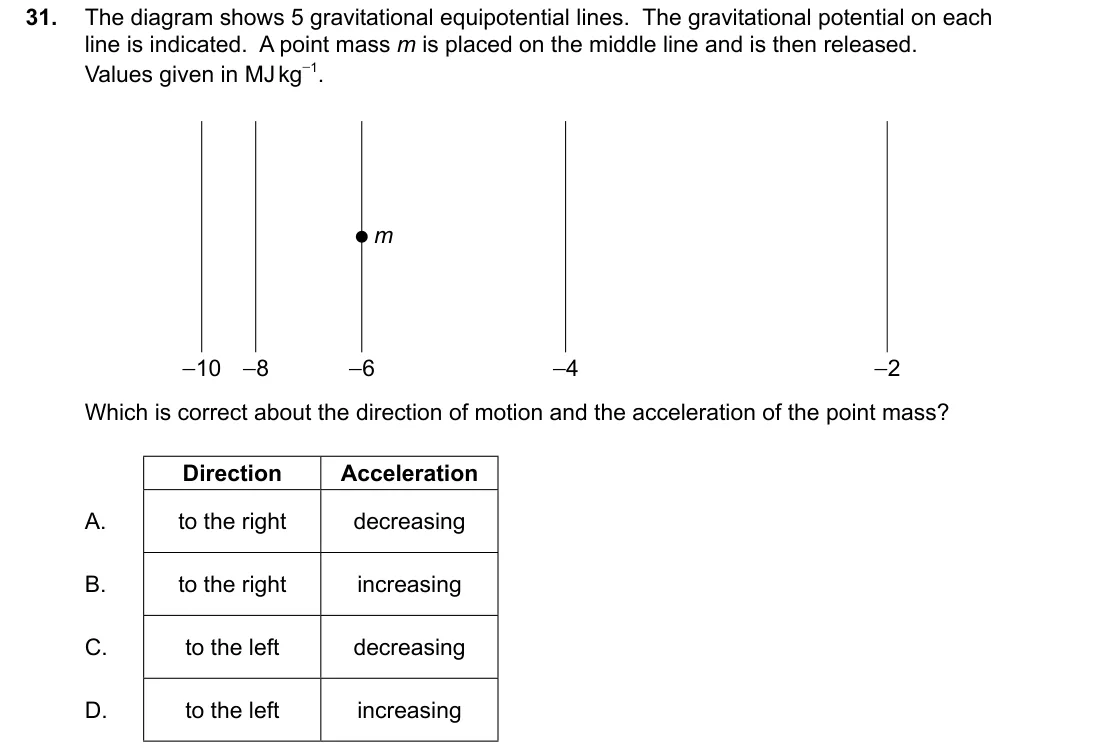 31. The diagram shows 5 gravitational equipotential lines. The gravitational potential on each
line is indicated. A point mass m is placed on the middle line and is then released.
Values given in MJ kg⁻¹.
m
–10 –8 –6 –4 –2
Which is correct about the direction of motion and the acceleration of the point mass?
Direction Acceleration
A. to the right decreasing
B. to the right increasing
C. to the left decreasing
D. to the left increasing